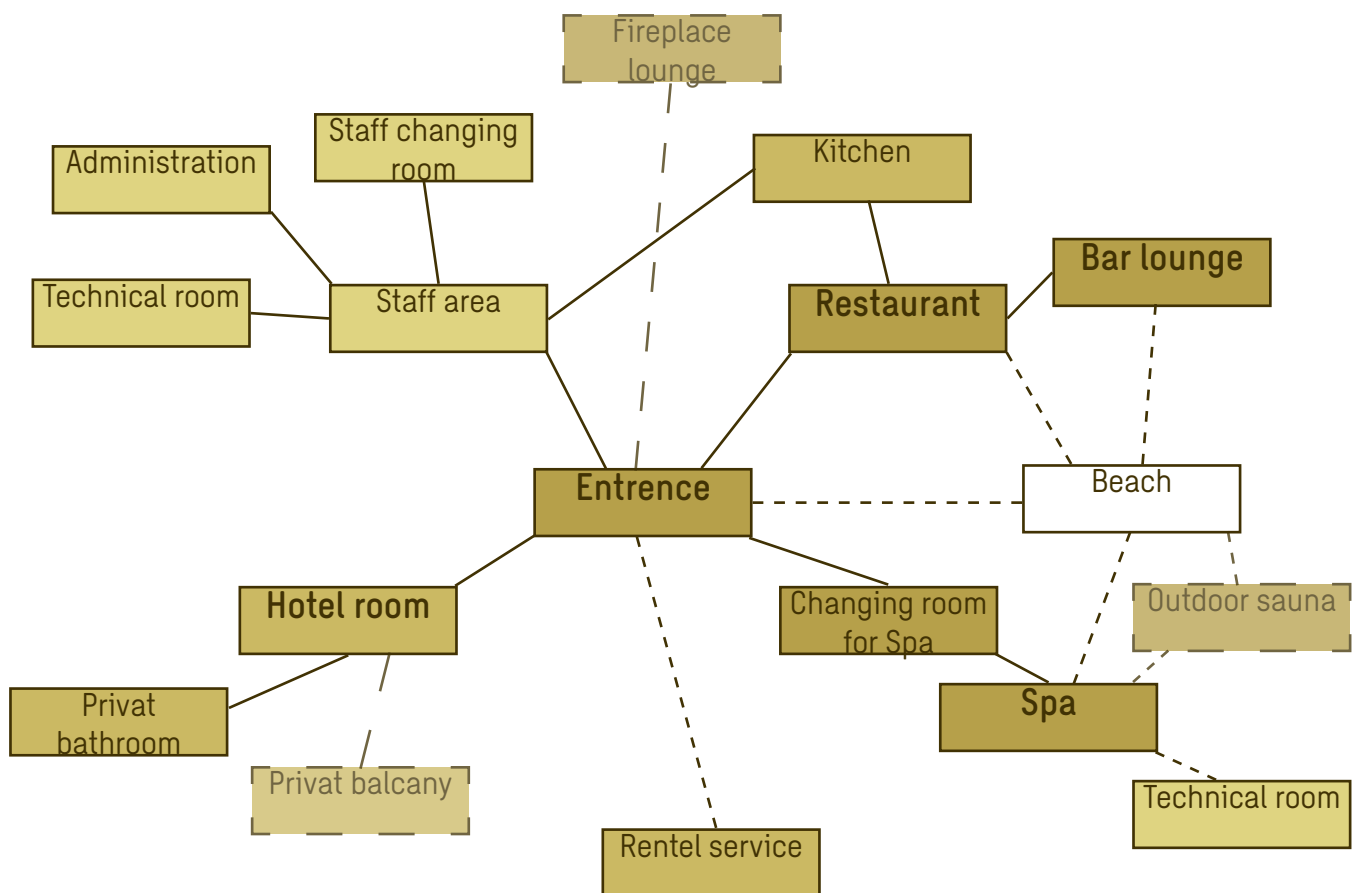 Fireplace
lounge
Staff changing
room
Administration
Kitchen
Bar lounge
Technical room
Staff area
Restaurant
Entrence
Beach
Hotel room
Changing room
for Spa
Outdoor sauna
Privat
bathroom
Spa
Privat balcany
Technical room
Rentel service